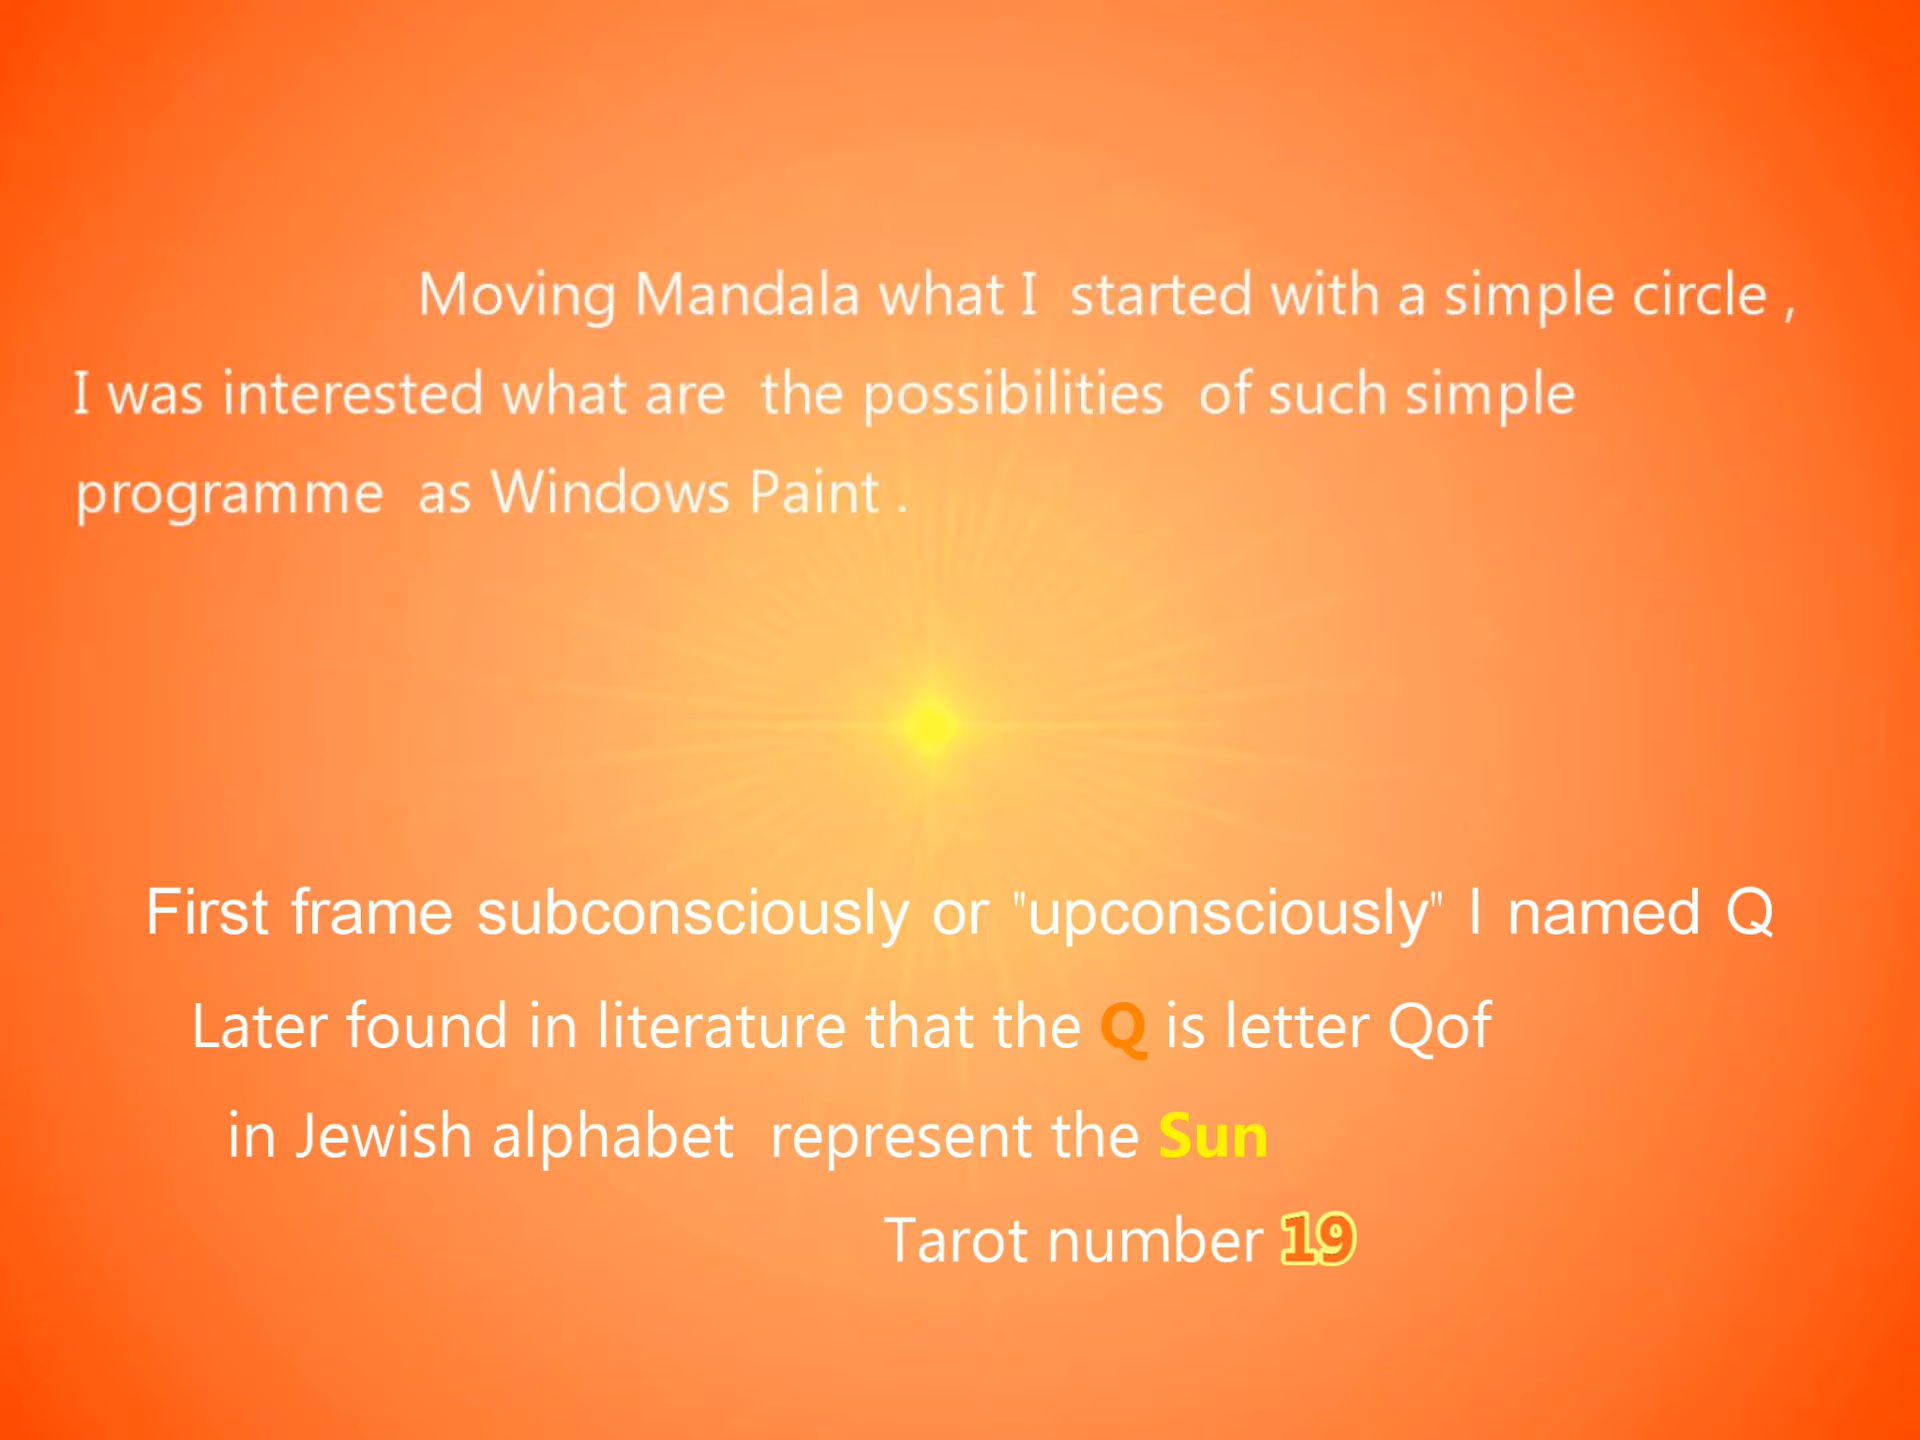 Moving Mandala what I started with a simple circle ,
I was interested what are the possibilities of such simple
programme as Windows Paint .
First frame subconsciously or "upconsciously" I named Q
Later found in literature that the Q is letter Qof
in Jewish alphabet represent the Sun
Tarot number 19